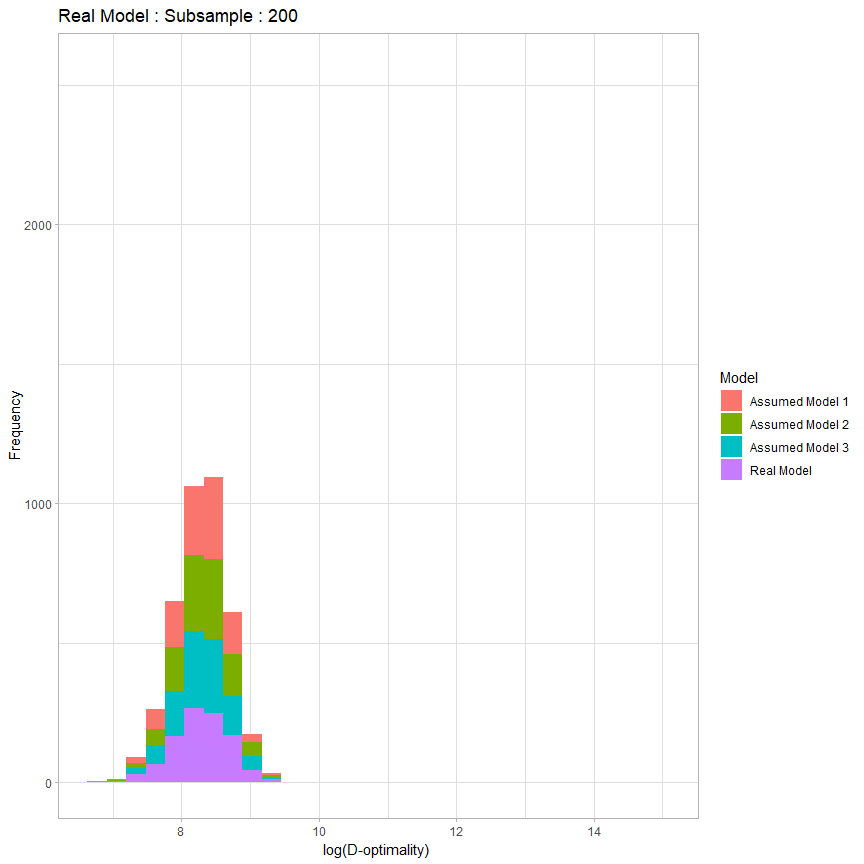 Real Model : Subsample : 200
Frequency
2000
1000
0
8
10
12
14
log(D-optimality)
Model
Assumed Model 1
Assumed Model 2
Assumed Model 3
Real Model